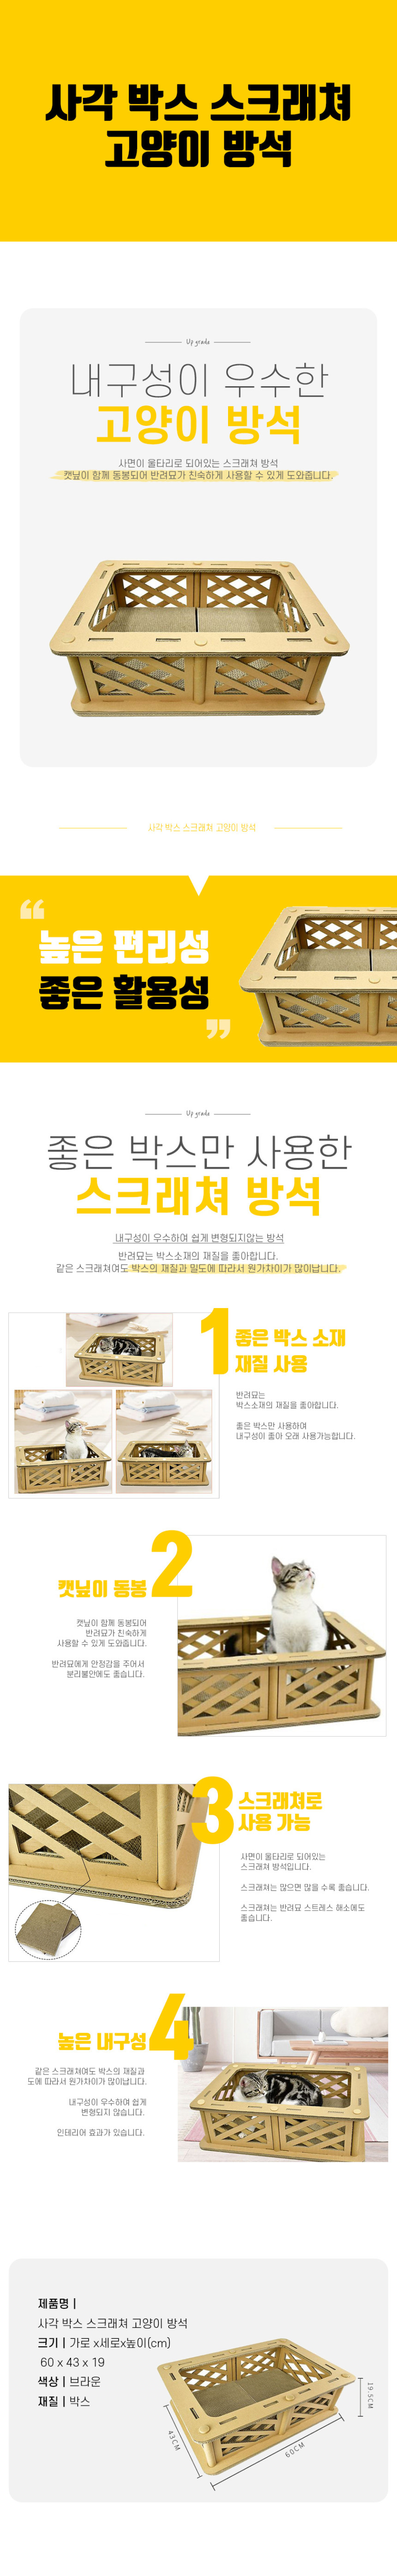 사각 박스 스크래쳐
고양이 방석
Up grade
내구성이 우수한
고양이 방석
사면이 울타리로 되어있는 스크래쳐 방석
캣닢이 함께 동봉되어 반려묘가 친숙하게 사용할 수 있게 도와줍니다.
사각 박스 스크래쳐 고양이 방석
높은 편리성
좋은 활용성
Up grade
좋은 박스만 사용한
스크래쳐 방석
내구성이 우수하여 쉽게 변형되지않는 방석
반려묘는 박스소재의 재질을 좋아합니다.
같은 스크래쳐여도 박스의 재질과 밀도에 따라서 원가차이가 많이납니다.
1
좋은 박스 소재
재질 사용
반려묘는
박스소재의 재질을 좋아합니다.
좋은 박스만 사용하여
내구성이 좋아 오래 사용가능합니다.
2
캣닢이 동봉
캣닢이 함께 동봉되어
반려묘가 친숙하게
사용할 수 있게 도와줍니다.
반려묘에게 안정감을 주어서
분리불안에도 좋습니다.
3
스크래쳐로
사용 가능
사면이 울타리로 되어있는
스크래쳐 방석입니다.
스크래쳐는 많으면 많을 수록 좋습니다.
스크래쳐는 반려묘 스트레스 해소에도
좋습니다.
4
높은 내구성
같은 스크래쳐여도 박스의 재질과
도에 따라서 원가차이가 많이납니다.
내구성이 우수하여 쉽게
변형되지 않습니다.
인테리어 효과가 있습니다.
제품명 |
사각 박스 스크래쳐 고양이 방석
크기 | 가로 x세로x높이(cm)
60 x 43 x 19
색상 | 브라운
재질 | 박스
19.5CM
43CM
60CM